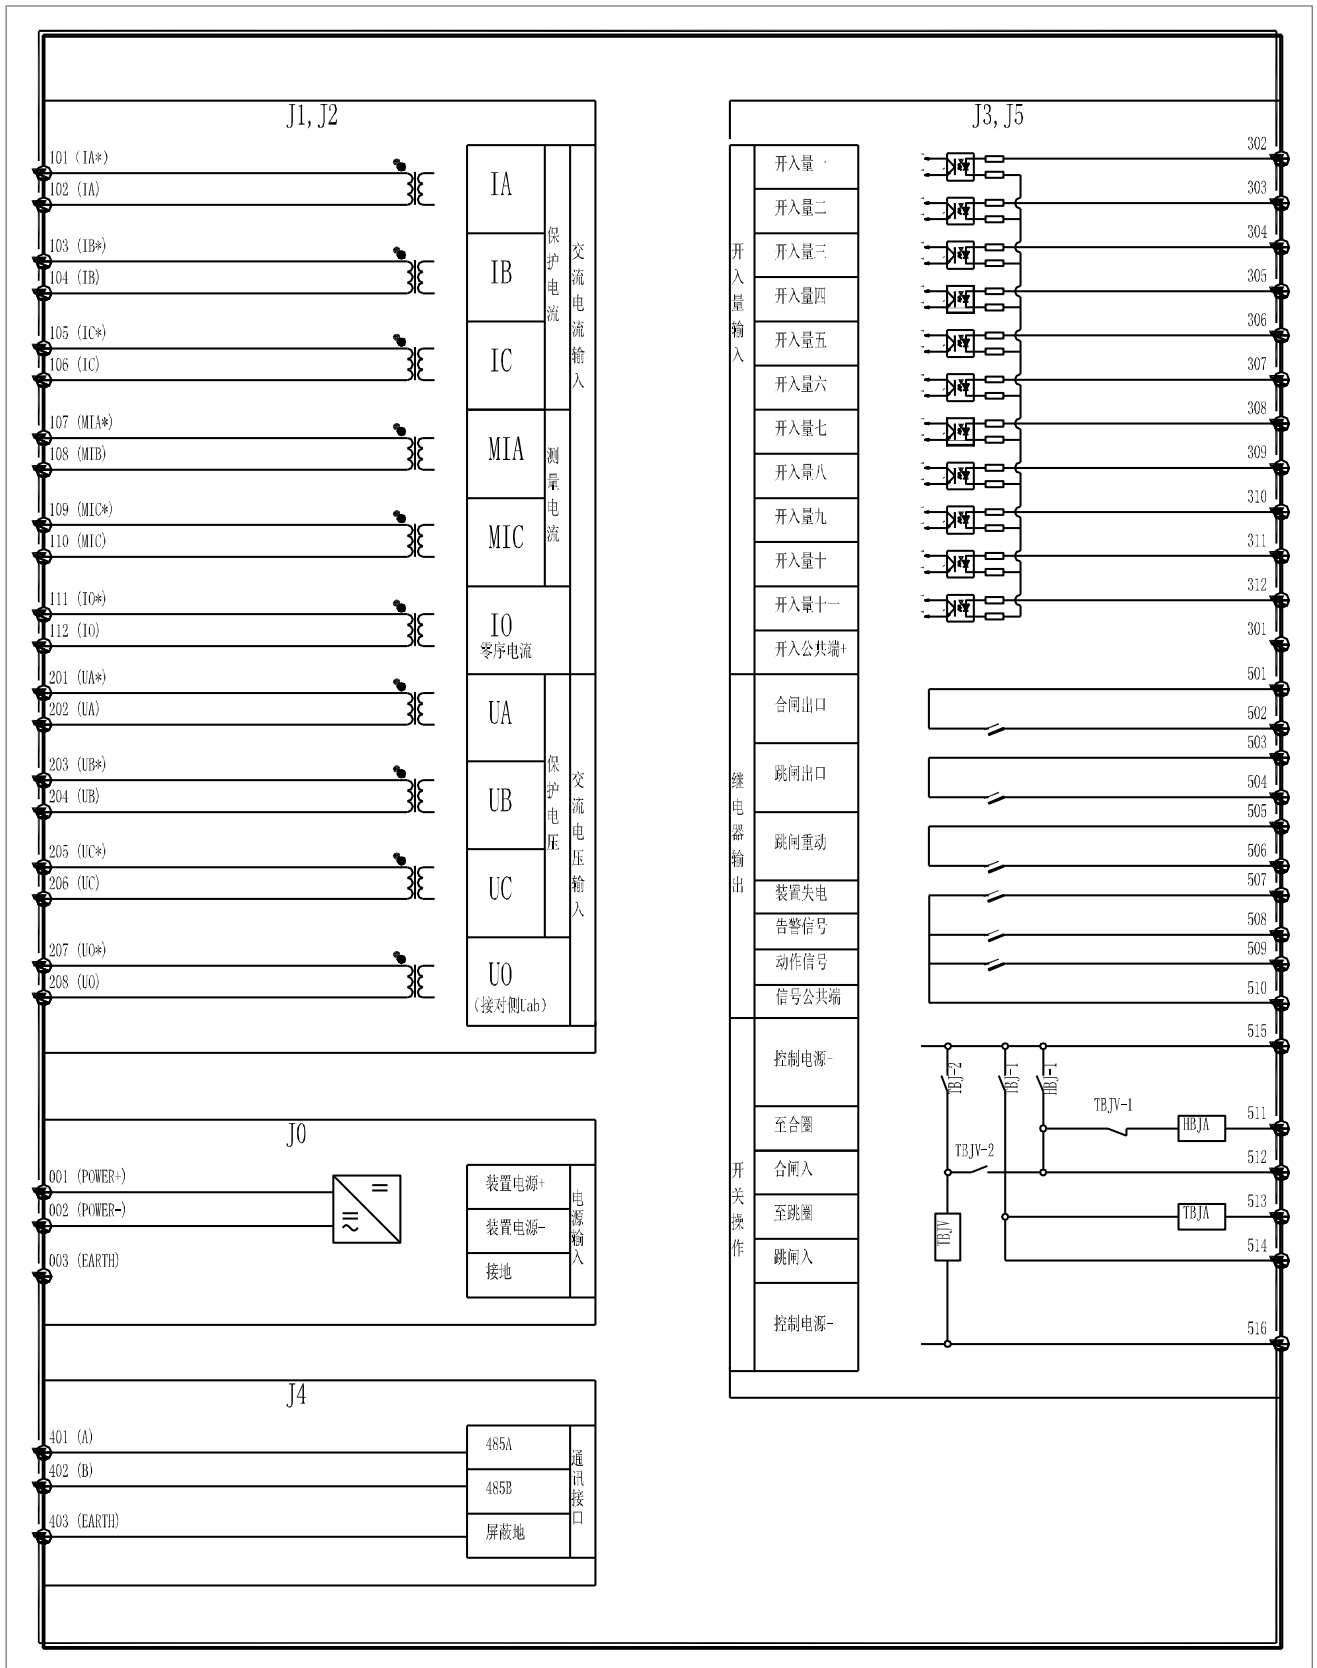 J1,J2
101 (IA*)
102 (IA)
IA
103 (IB*)
104 (IB)
IB
105 (IC*)
106 (IC)
IC
保护电流
交流电流输入
107 (MIA*)
108 (MIB)
MIA
109 (MIC*)
110 (MIC)
MIC
测量电流
111 (IO*)
112 (IO)
IO
零序电流
201 (UA*)
202 (UA)
UA
203 (UB*)
204 (UB)
UB
205 (UC*)
206 (UC)
UC
保护电压
交流电压输入
207 (UO*)
208 (UO)
UO
(接对侧Uab)
J0
001 (POWER+)
002 (POWER-)
003 (EARTH)
装置电源+
装置电源-
接地
电源输入
J4
401 (A)
402 (B)
403 (EARTH)
485A
485B
屏蔽地
通讯接口
J3,J5
开入量输入
开入量一
302
开入量二
303
开入量三
304
开入量四
305
开入量五
306
开入量六
307
开入量七
308
开入量八
309
开入量九
310
开入量十
311
开入量十一
312
开入公共端+
301
继电器输出
合闸出口
501
502
跳闸出口
503
504
跳闸重动
505
506
装置失电
507
告警信号
508
动作信号
509
信号公共端
510
开关操作
控制电源-
515
TBJ-2
TBJ-1
HBJ-1
至合圈
TBJV-1
HBJA
511
合闸入
TBJV-2
512
至跳圈
TBJV
TBJA
513
跳闸入
514
控制电源-
516